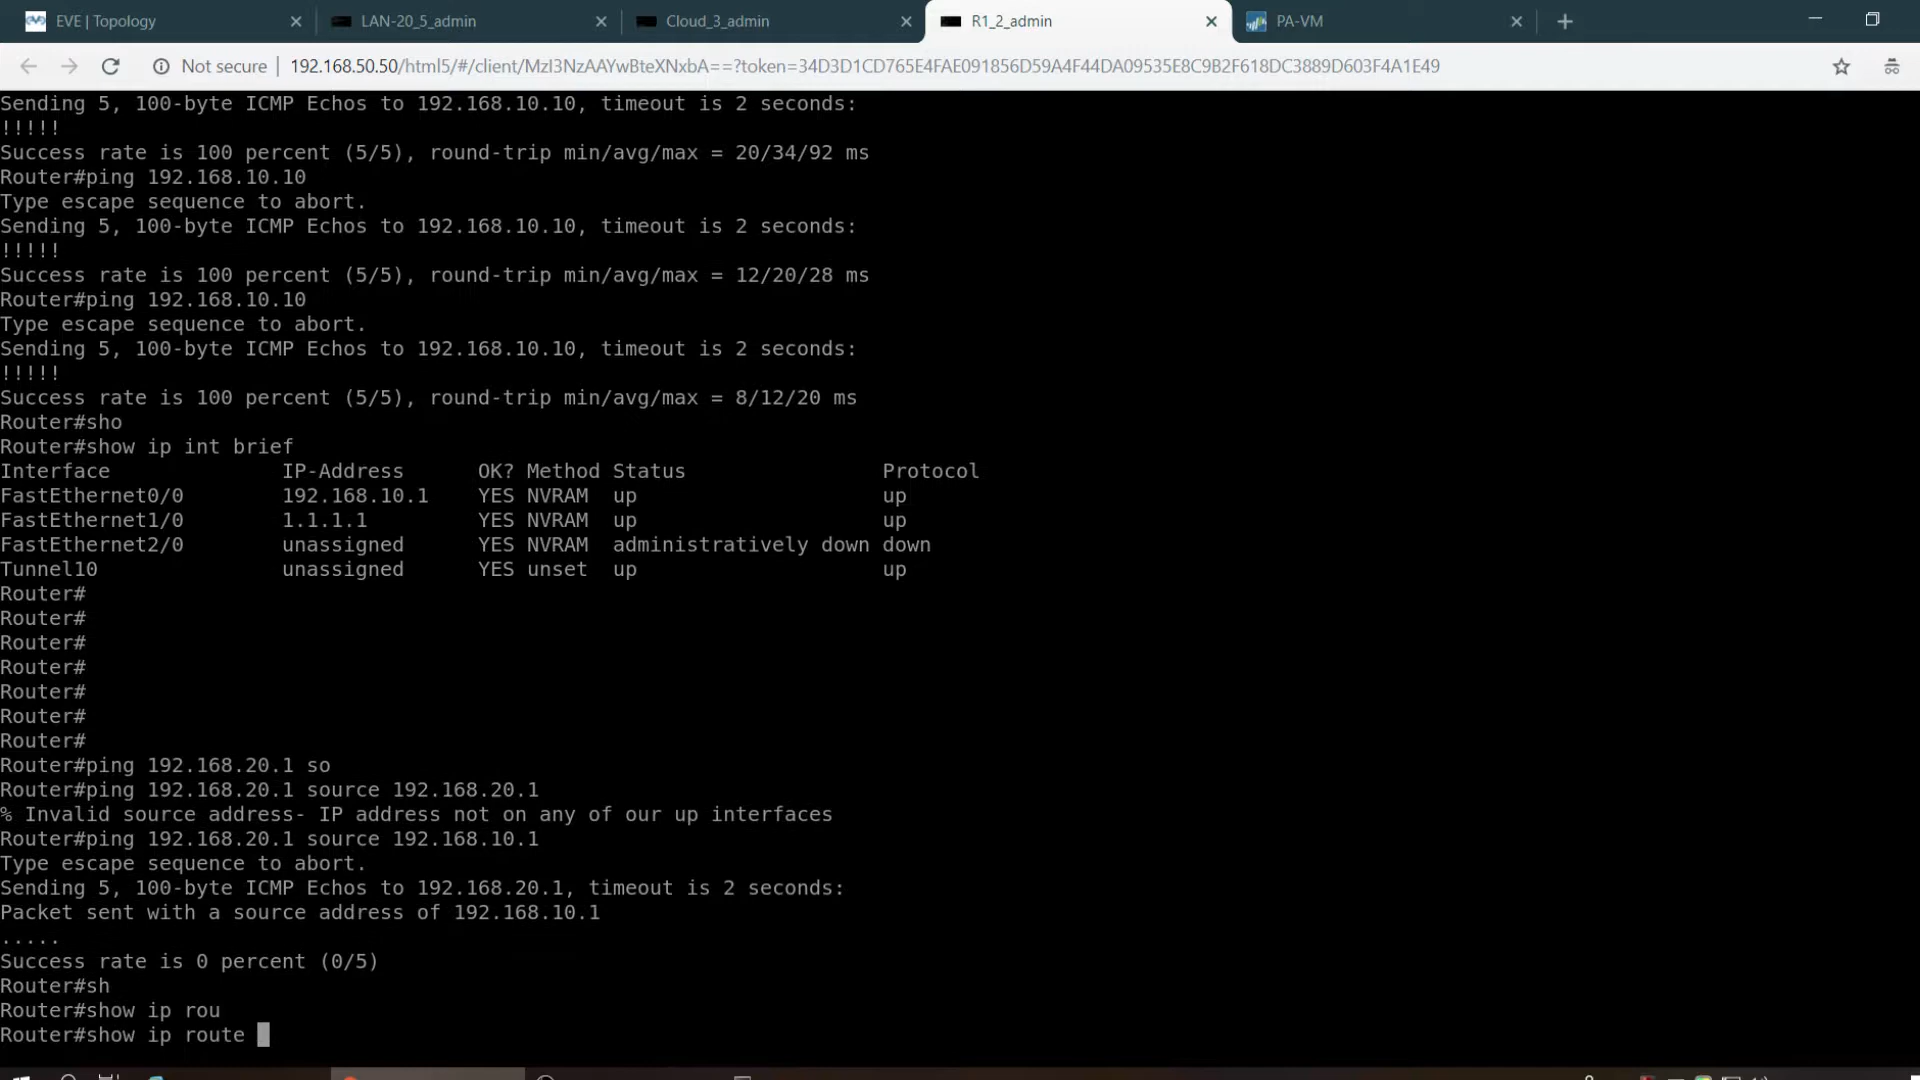 EVE | Topology
LAN-20_5_admin
Cloud_3_admin
R1_2_admin
PA-VM
Not secure | 192.168.50.50/html5/#/client/MzI3NzAAYwBteXNxbA==?token=34D3D1CD765E4FAE091856D59A4F44DA09535E8C9B2F618DC3889D603F4A1E49
Sending 5, 100-byte ICMP Echos to 192.168.10.10, timeout is 2 seconds:
!!!!!
Success rate is 100 percent (5/5), round-trip min/avg/max = 20/34/92 ms
Router#ping 192.168.10.10
Type escape sequence to abort.
Sending 5, 100-byte ICMP Echos to 192.168.10.10, timeout is 2 seconds:
!!!!!
Success rate is 100 percent (5/5), round-trip min/avg/max = 12/20/28 ms
Router#ping 192.168.10.10
Type escape sequence to abort.
Sending 5, 100-byte ICMP Echos to 192.168.10.10, timeout is 2 seconds:
!!!!!
Success rate is 100 percent (5/5), round-trip min/avg/max = 8/12/20 ms
Router#sho
Router#show ip int brief
Interface IP-Address OK? Method Status Protocol
FastEthernet0/0 192.168.10.1 YES NVRAM up up
FastEthernet1/0 1.1.1.1 YES NVRAM up up
FastEthernet2/0 unassigned YES NVRAM administratively down down
Tunnel10 unassigned YES unset up up
Router#
Router#
Router#
Router#
Router#
Router#
Router#
Router#ping 192.168.20.1 so
Router#ping 192.168.20.1 source 192.168.20.1
% Invalid source address- IP address not on any of our up interfaces
Router#ping 192.168.20.1 source 192.168.10.1
Type escape sequence to abort.
Sending 5, 100-byte ICMP Echos to 192.168.20.1, timeout is 2 seconds:
Packet sent with a source address of 192.168.10.1
.....
Success rate is 0 percent (0/5)
Router#sh
Router#show ip rou
Router#show ip route